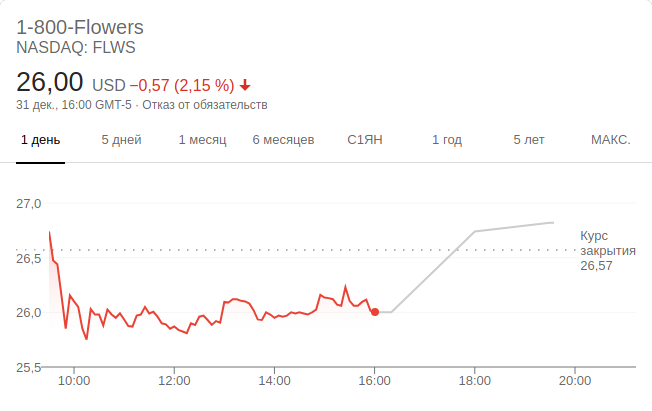 1-800-Flowers
NASDAQ: FLWS
26,00 USD −0,57 (2,15 %)
31 дек., 16:00 GMT-5 · Отказ от обязательств
1 день 5 дней 1 месяц 6 месяцев С1ЯН 1 год 5 лет МАКС.
27,0
26,5
26,0
25,5
Курс
закрытия
26,57
10:00 12:00 14:00 16:00 18:00 20:00